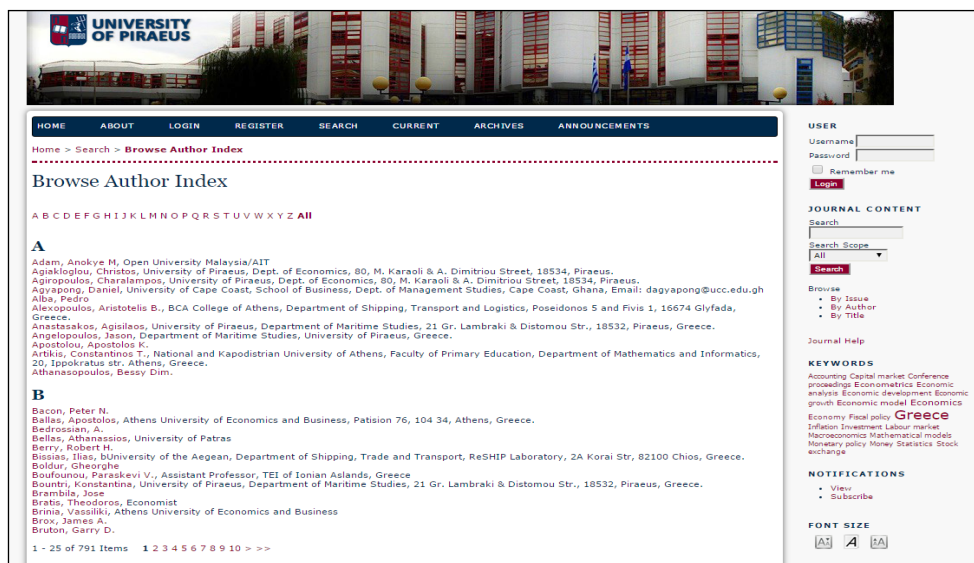 UNIVERSITY
OF PIRAEUS
HOME ABOUT LOGIN REGISTER SEARCH CURRENT ARCHIVES ANNOUNCEMENTS
Home > Search > Browse Author Index
Browse Author Index
A B C D E F G H I J K L M N O P Q R S T U V W X Y Z All
A
Adam, Anokye M, Open University Malaysia/AIT
Agiakloglou, Christos, University of Piraeus, Dept. of Economics, 80, M. Karaoli & A. Dimitriou Street, 18534, Piraeus.
Agiropoulos, Charalampos, University of Piraeus, Dept. of Economics, 80, M. Karaoli & A. Dimitriou Street, 18534, Piraeus.
Agyapong, Daniel, University of Cape Coast, School of Business, Dept. of Management Studies, Cape Coast, Ghana, Email: dagyapong@ucc.edu.gh
Alba, Pedro
Alexopoulos, Aristotelis B., BCA College of Athens, Department of Shipping, Transport and Logistics, Poseidonos 5 and Fivis 1, 16674 Glyfada,
Greece.
Anastasakos, Agisilaos, University of Piraeus, Department of Maritime Studies, 21 Gr. Lambraki & Distomou Str., 18532, Piraeus, Greece.
Angelopoulos, Jason, Department of Maritime Studies, University of Piraeus, Greece.
Apostolou, Apostolos K.
Artikis, Constantinos T., National and Kapodistrian University of Athens, Faculty of Primary Education, Department of Mathematics and Informatics,
20, Ippokratus str. Athens, Greece.
Athanasopoulos, Bessy Dim.
B
Bacon, Peter N.
Ballas, Apostolos, Athens University of Economics and Business, Patision 76, 104 34, Athens, Greece.
Bedrossian, A.
Bellas, Athanassios, University of Patras
Berry, Robert H.
Bissias, Ilias, bUniversity of the Aegean, Department of Shipping, Trade and Transport, ReSHIP Laboratory, 2A Korai Str, 82100 Chios, Greece.
Boldur, Gheorghe
Boufounou, Paraskevi V., Assistant Professor, TEI of Ionian Aslands, Greece
Bountri, Konstantina, University of Piraeus, Department of Maritime Studies, 21 Gr. Lambraki & Distomou Str., 18532, Piraeus, Greece.
Brambila, Jose
Bratis, Theodoros, Economist
Brinia, Vassiliki, Athens University of Economics and Business
Brox, James A.
Bruton, Garry D.
1 - 25 of 791 Items 1 2 3 4 5 6 7 8 9 10 > >>
USER
Username
Password
Remember me
Login
JOURNAL CONTENT
Search
Search Scope
All
Search
Browse
By Issue
By Author
By Title
Journal Help
KEYWORDS
Accounting Capital market Conference
proceedings Econometrics Economic
analysis Economic development Economic
growth Economic model Economics
Economy Fiscal policy Greece
Inflation Investment Labour market
Macroeconomics Mathematical models
Monetary policy Money Statistics Stock
exchange
NOTIFICATIONS
View
Subscribe
FONT SIZE
A A A